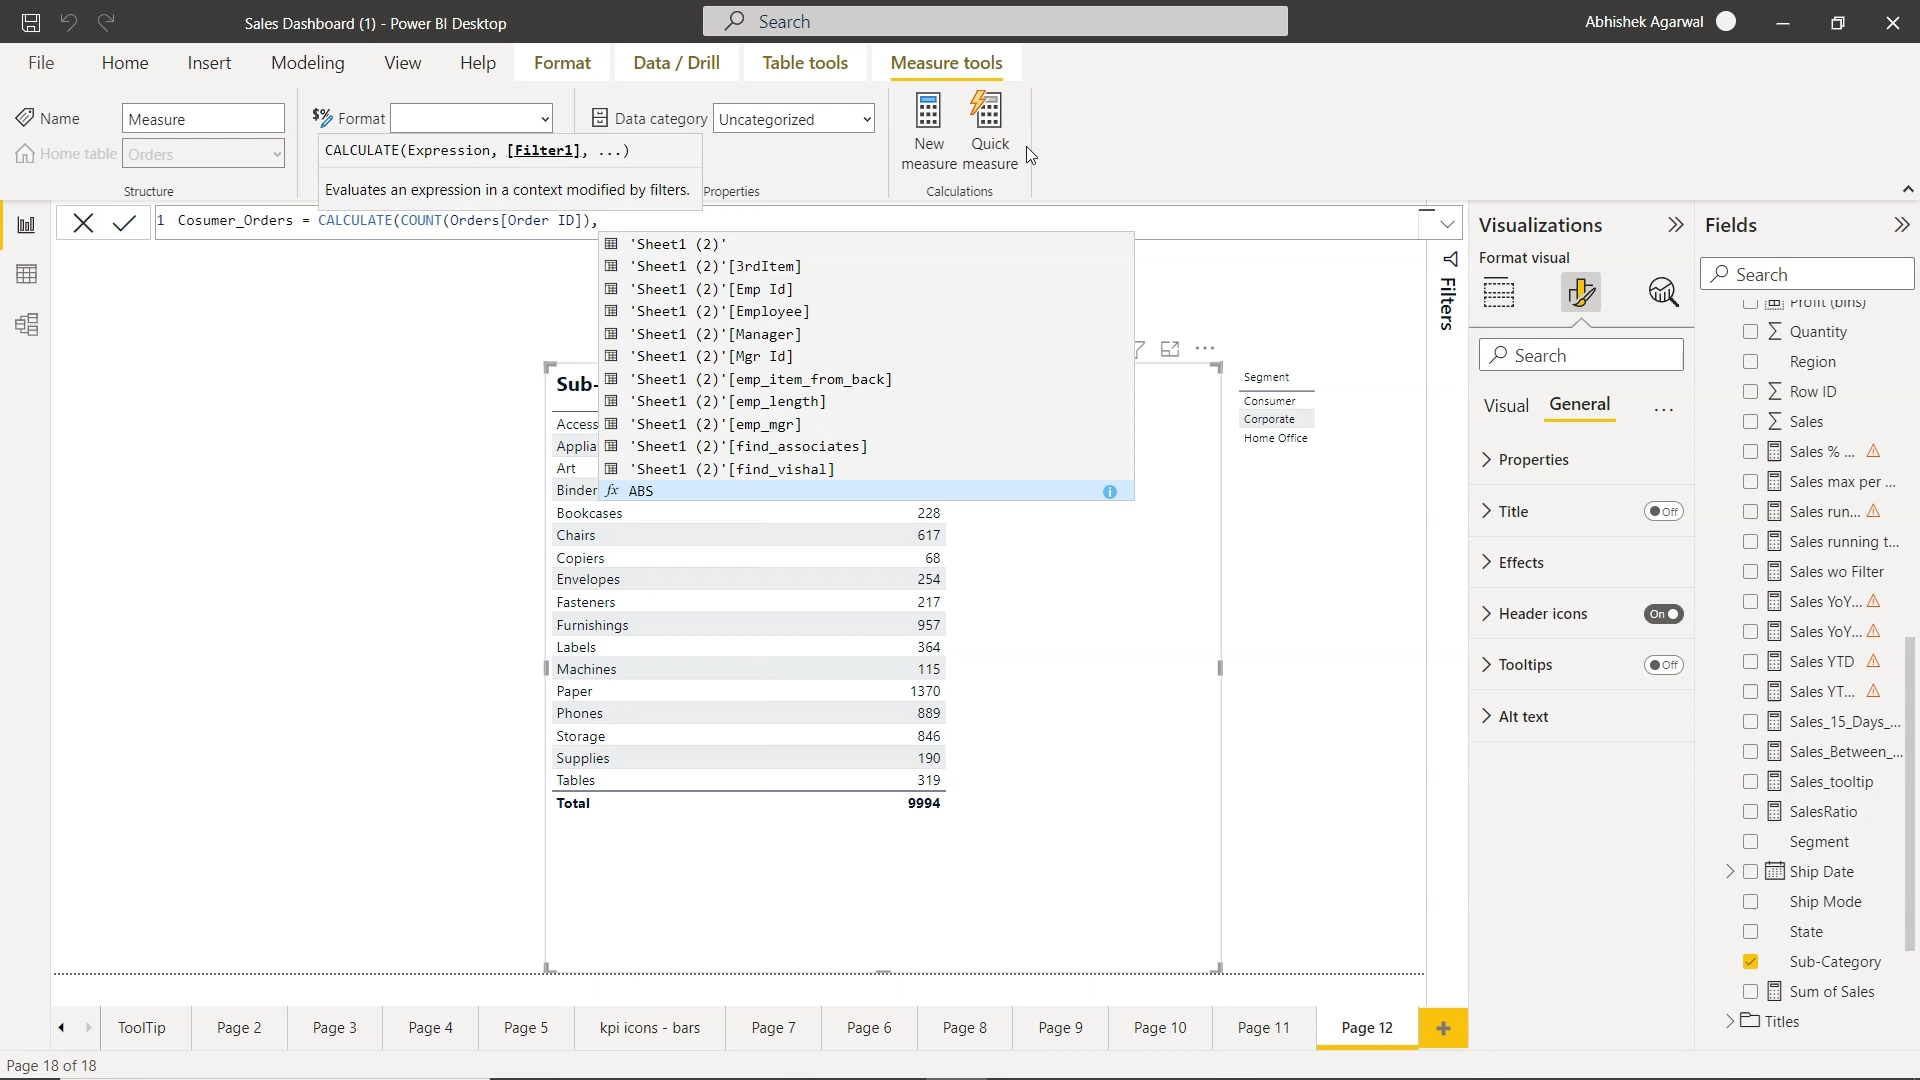 Sales Dashboard (1) - Power BI Desktop
Search
Abhishek Agarwal
File Home Insert Modeling View Help Format Data / Drill Table tools Measure tools
Name Measure
$% Format
Data category Uncategorized
New measure
Quick measure
Home table Orders
Structure
Properties
Calculations
CALCULATE(Expression, [Filter1], ...)
Evaluates an expression in a context modified by filters.
1 Cosumer_Orders = CALCULATE(COUNT(Orders[Order ID]),
'Sheet1 (2)'
'Sheet1 (2)'[3rdItem]
'Sheet1 (2)'[Emp Id]
'Sheet1 (2)'[Employee]
'Sheet1 (2)'[Manager]
'Sheet1 (2)'[Mgr Id]
'Sheet1 (2)'[emp_item_from_back]
'Sheet1 (2)'[emp_length]
'Sheet1 (2)'[emp_mgr]
'Sheet1 (2)'[find_associates]
'Sheet1 (2)'[find_vishal]
fx ABS
Sub-
Access
Applia
Art
Binder
Bookcases 228
Chairs 617
Copiers 68
Envelopes 254
Fasteners 217
Furnishings 957
Labels 364
Machines 115
Paper 1370
Phones 889
Storage 846
Supplies 190
Tables 319
Total 9994
Segment
Consumer
Corporate
Home Office
Filters
Visualizations
Format visual
Search
Visual General ...
Properties
Title Off
Effects
Header icons On
Tooltips Off
Alt text
Fields
Search
Profit (bins)
Quantity
Region
Row ID
Sales
Sales % ...
Sales max per ...
Sales run...
Sales running t...
Sales wo Filter
Sales YoY...
Sales YoY...
Sales YTD
Sales YT...
Sales_15_Days_...
Sales_Between_...
Sales_tooltip
SalesRatio
Segment
Ship Date
Ship Mode
State
Sub-Category
Sum of Sales
Titles
ToolTip Page 2 Page 3 Page 4 Page 5 kpi icons - bars Page 7 Page 6 Page 8 Page 9 Page 10 Page 11 Page 12 +
Page 18 of 18